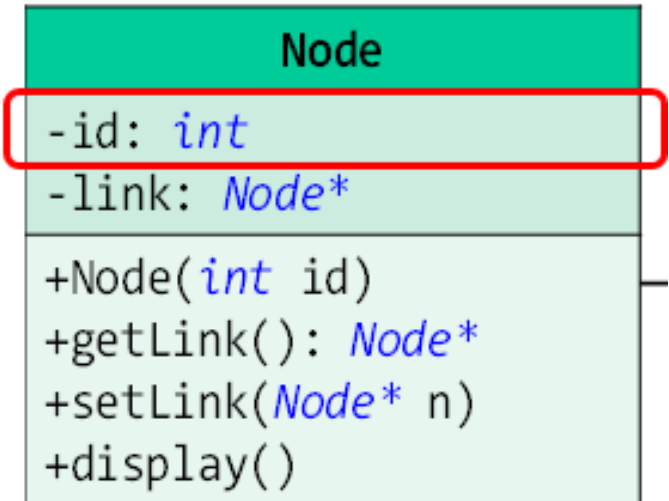 Node
-id: int
-link: Node*
+Node(int id)
+getLink(): Node*
+setLink(Node* n)
+display()